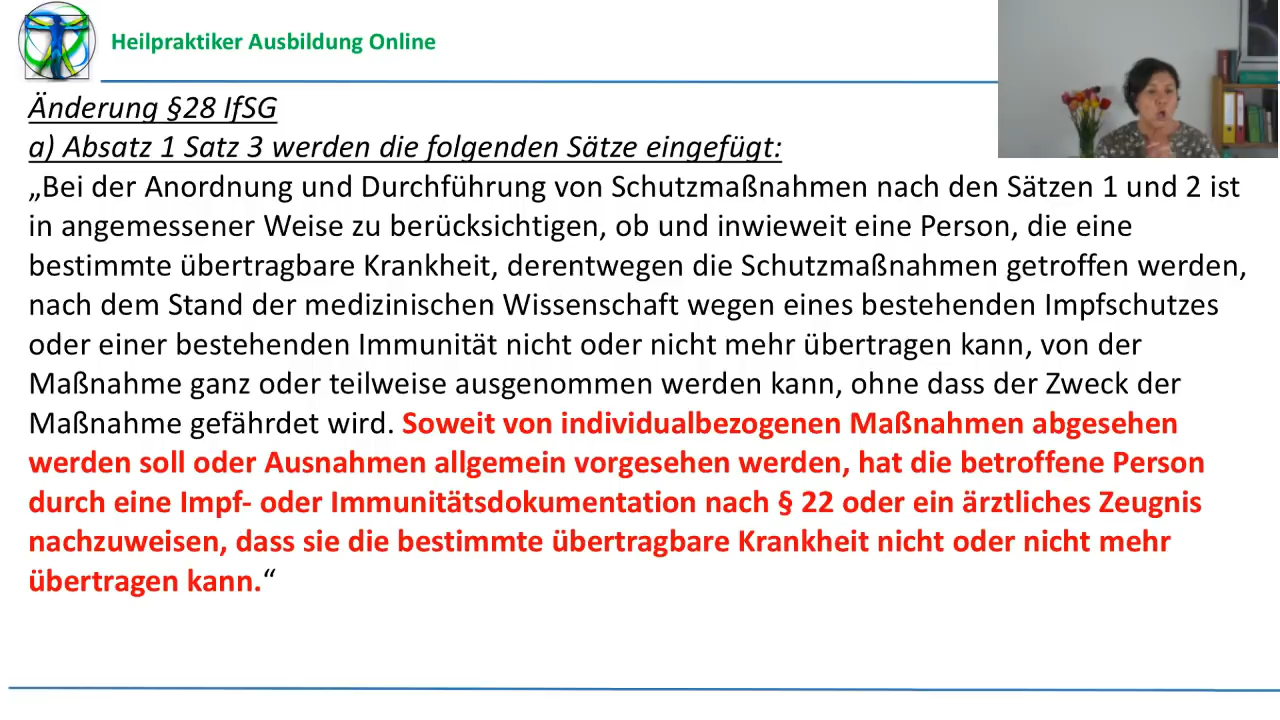 Heilpraktiker Ausbildung Online
Änderung §28 IfSG
a) Absatz 1 Satz 3 werden die folgenden Sätze eingefügt:
„Bei der Anordnung und Durchführung von Schutzmaßnahmen nach den Sätzen 1 und 2 ist
in angemessener Weise zu berücksichtigen, ob und inwieweit eine Person, die eine
bestimmte übertragbare Krankheit, derentwegen die Schutzmaßnahmen getroffen werden,
nach dem Stand der medizinischen Wissenschaft wegen eines bestehenden Impfschutzes
oder einer bestehenden Immunität nicht oder nicht mehr übertragen kann, von der
Maßnahme ganz oder teilweise ausgenommen werden kann, ohne dass der Zweck der
Maßnahme gefährdet wird. Soweit von individualbezogenen Maßnahmen abgesehen
werden soll oder Ausnahmen allgemein vorgesehen werden, hat die betroffene Person
durch eine Impf- oder Immunitätsdokumentation nach § 22 oder ein ärztliches Zeugnis
nachzuweisen, dass sie die bestimmte übertragbare Krankheit nicht oder nicht mehr
übertragen kann.“